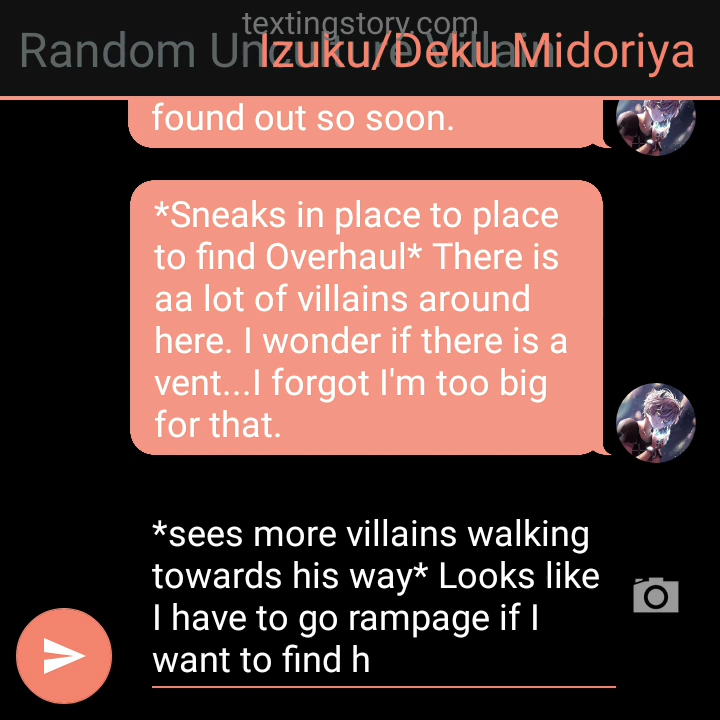 textingstory.com
Random Uncuture Villain
Izuku/Deku Midoriya
found out so soon.
*Sneaks in place to place
to find Overhaul* There is
aa lot of villains around
here. I wonder if there is a
vent...I forgot I'm too big
for that.
*sees more villains walking
towards his way* Looks like
I have to go rampage if I
want to find h